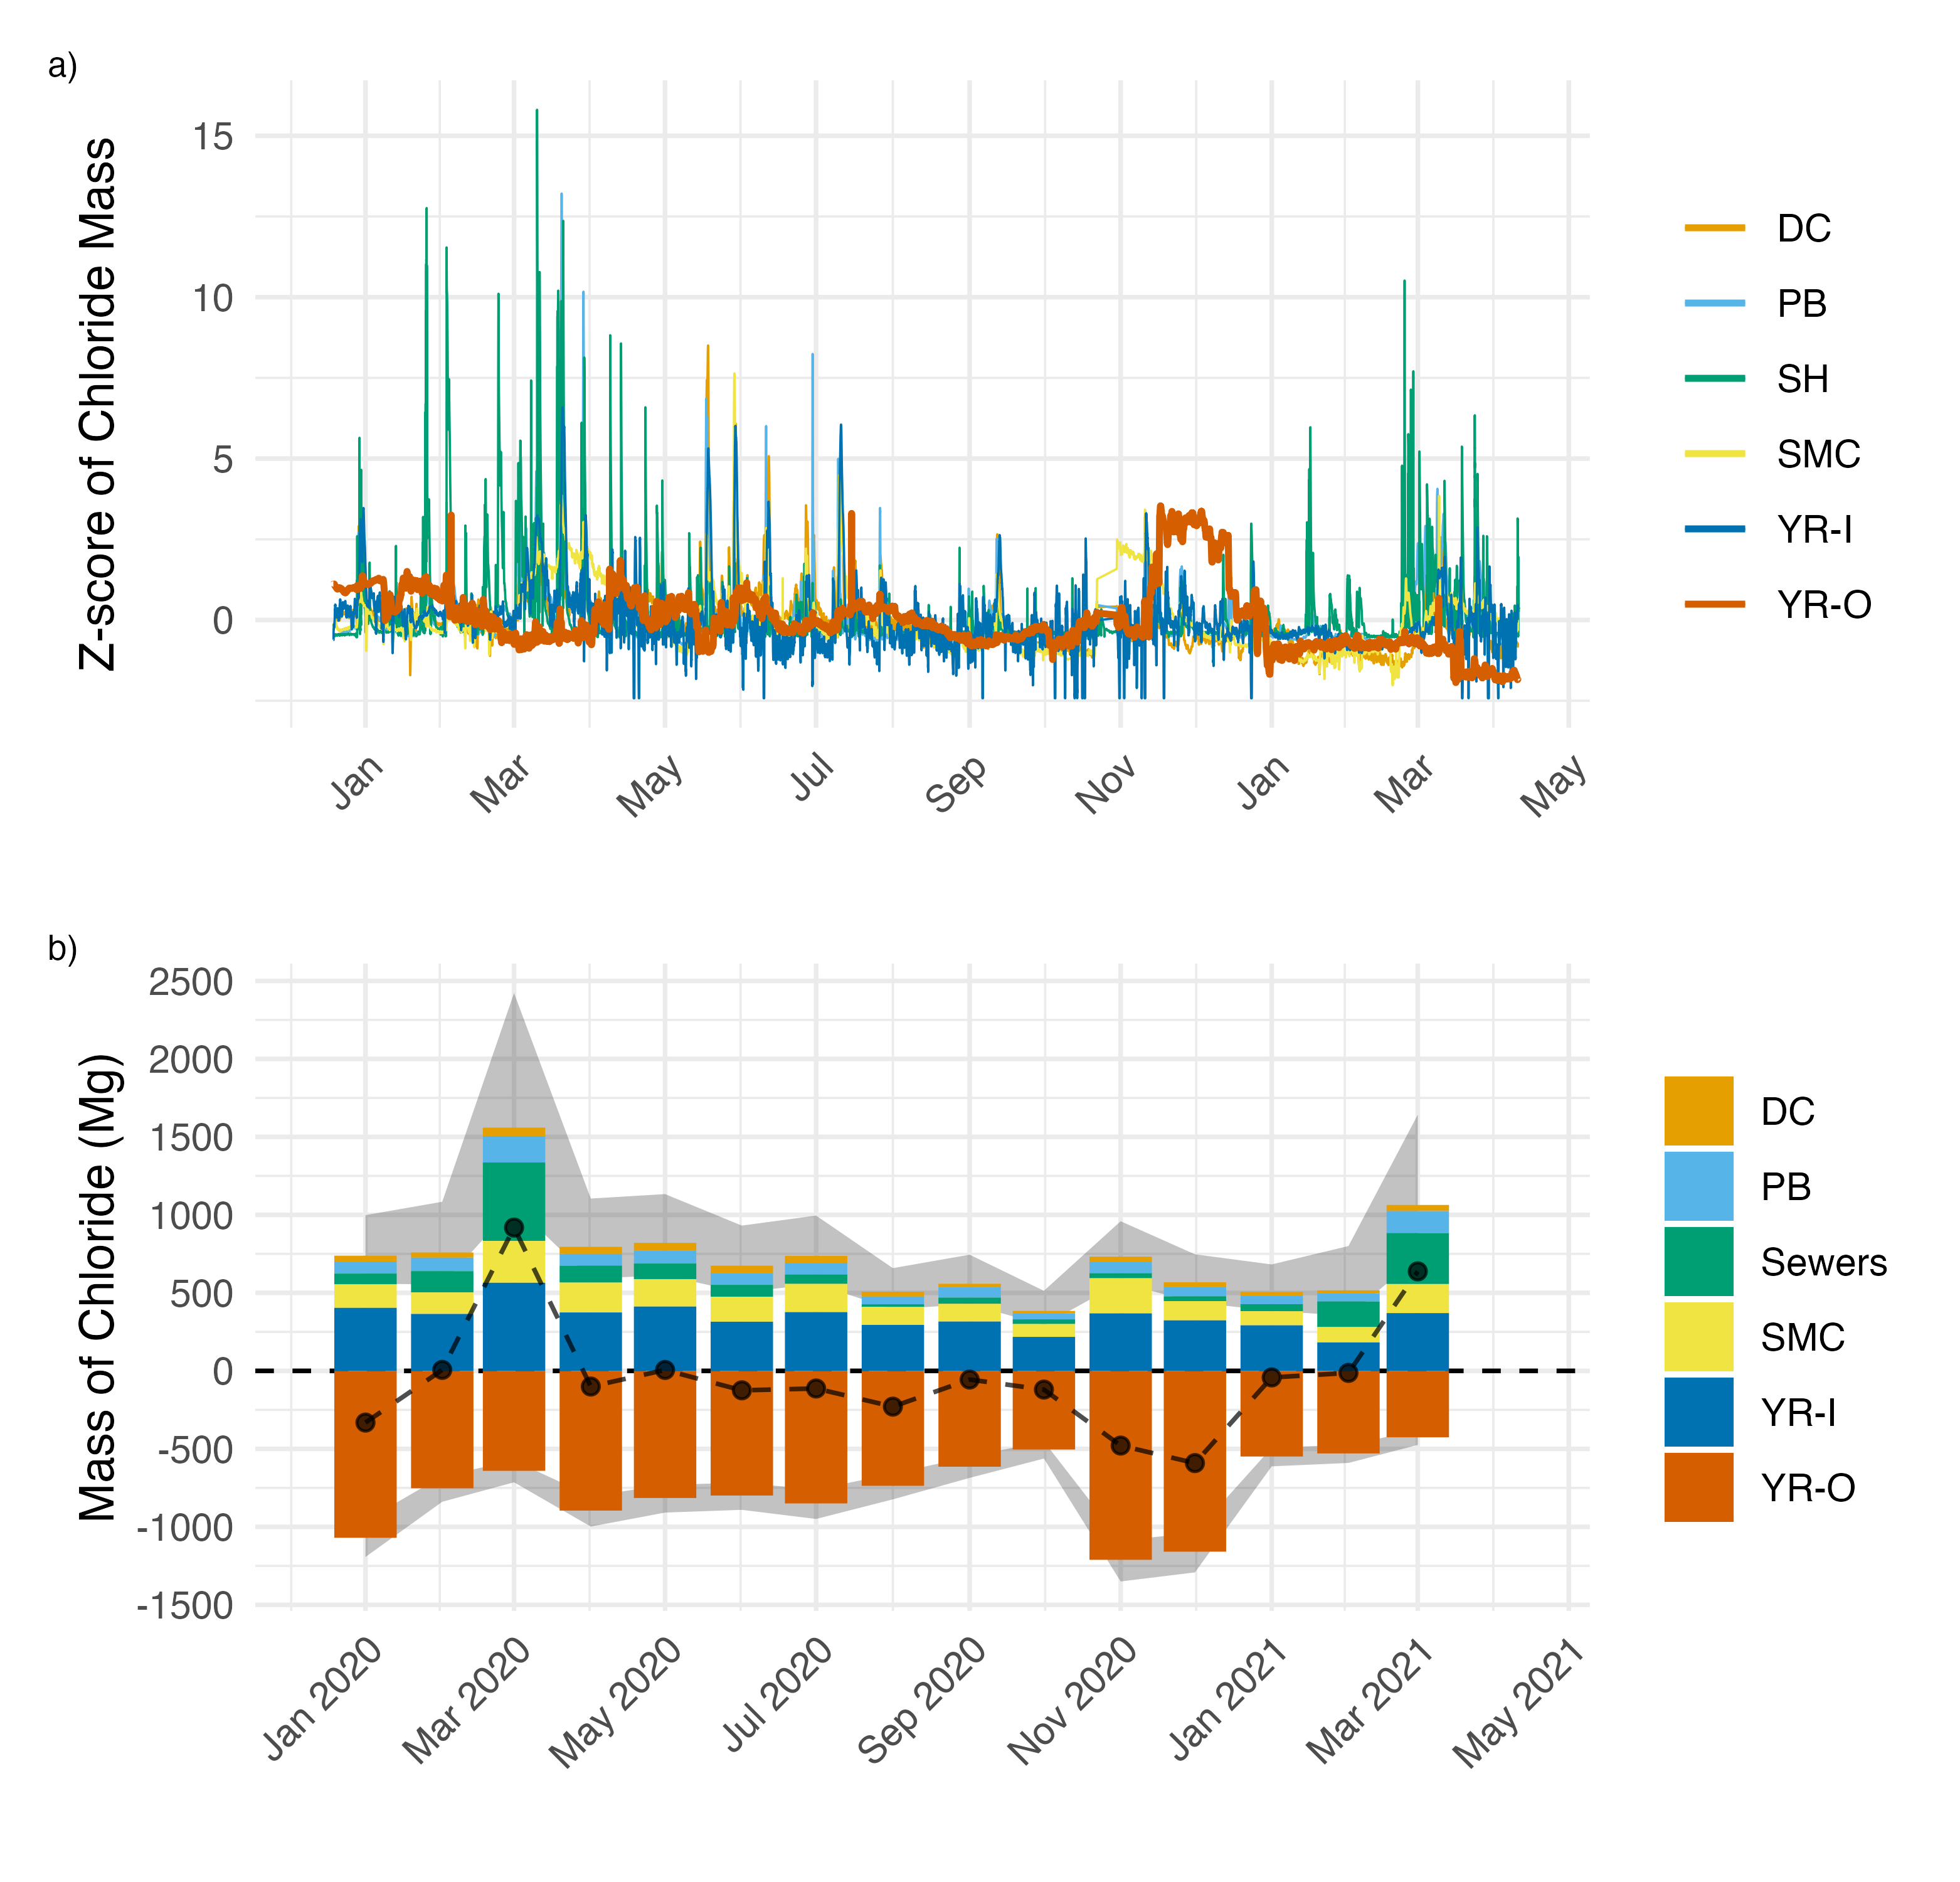 a)
Z-score of Chloride Mass
15
10
5
0
Jan
Mar
May
Jul
Sep
Nov
Jan
Mar
May
DC
PB
SH
SMC
YR-I
YR-O
b)
Mass of Chloride (Mg)
2500
2000
1500
1000
500
0
-500
-1000
-1500
Jan 2020
Mar 2020
May 2020
Jul 2020
Sep 2020
Nov 2020
Jan 2021
Mar 2021
May 2021
DC
PB
Sewers
SMC
YR-I
YR-O